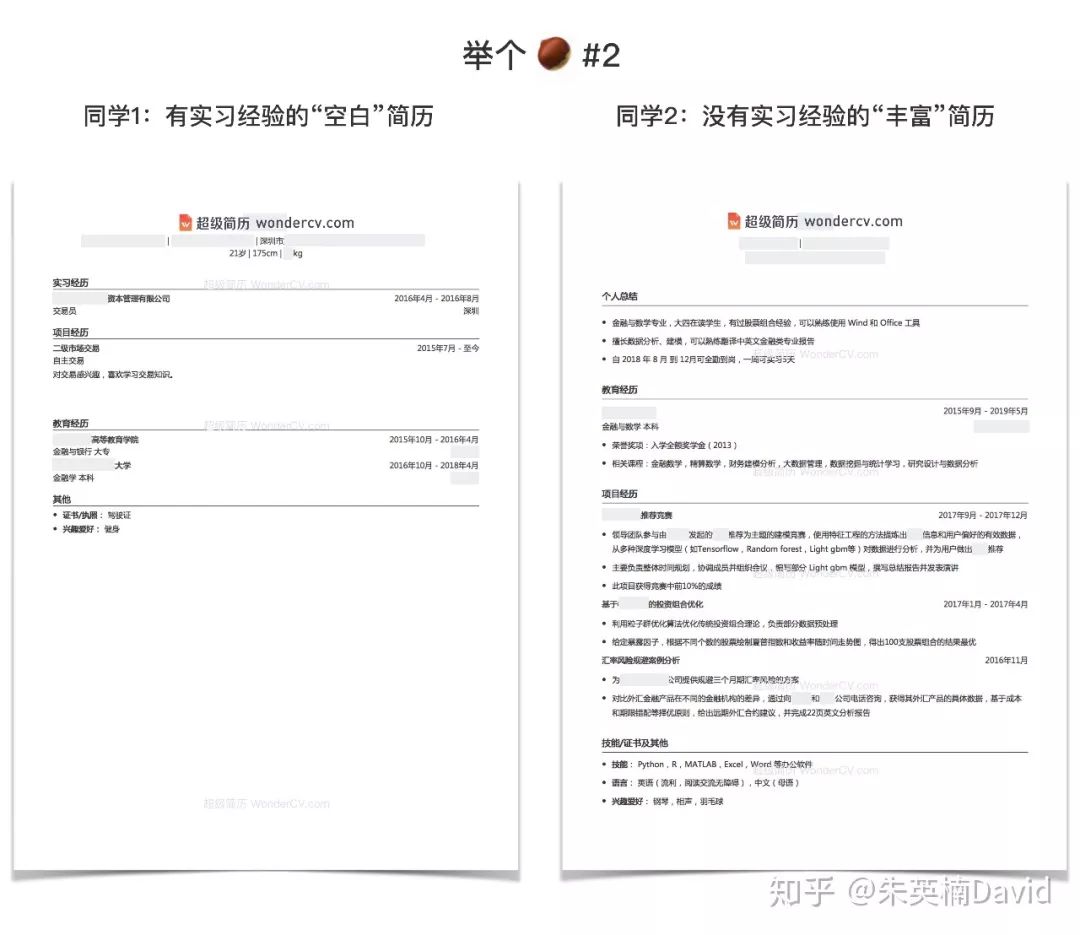 举个 #2
同学1：有实习经验的“空白”简历
超级简历 wondercv.com
| | 深圳市
21岁 | 175cm | kg
实习经历
超级简历 WonderCV.com
资本管理有限公司 2016年4月 - 2016年8月
交易员 深圳
项目经历
二级市场交易 2015年7月 - 至今
自主交易
对交易感兴趣，喜欢学习交易知识。
教育经历
超级简历 WonderCV.com
高等教育学院 2015年10月 - 2016年4月
金融与银行 大专
大学 2016年10月 - 2018年4月
金融学 本科
其他
• 证书/执照： 驾驶证
• 兴趣爱好： 健身
超级简历 WonderCV.com
同学2：没有实习经验的“丰富”简历
超级简历 wondercv.com
|
个人总结
• 金融与数学专业，大四在读学生，有过股票组合经验，可以熟练使用 Wind 和 Office 工具
• 擅长数据分析、建模，可以熟练翻译中英文金融类专业报告
• 自 2018 年 8 月 到 12月可全勤到岗，一周可实习5天
超级简历 WonderCV.com
教育经历
2015年9月 - 2019年5月
金融与数学 本科
• 荣誉奖项：入学全额奖学金（2013）
• 相关课程：金融数学，精算数学，财务建模分析，大数据管理，数据挖掘与统计学习，研究设计与数据分析
超级简历 WonderCV.com
项目经历
推荐竞赛 2017年9月 - 2017年12月
• 领导团队参与由 发起的 推荐为主题的建模竞赛，使用特征工程的方法描炼出 信息和用户偏好的有效数据，
从多种深度学习模型（如Tensorflow，Random forest，Light gbm等）对数据进行分析，并为用户做出 推荐
• 主要负责整体时间规划，协调成员并组织会议，撰写部分 Light gbm 模型，撰写总结报告并发表演讲
超级简历 WonderCV.com
• 此项目获得竞赛中前10%的成绩
基于 的投资组合优化 2017年1月 - 2017年4月
• 利用粒子群优化算法优化传统投资组合理论，负责部分数据预处理
• 给定暴露因子，根据不同个数的股票绘制夏普指数和收益率随时间走势图，得出100支股票组合的结果最优
汇率风险规避案例分析 2016年11月
• 为 公司提供规避三个月期汇率风险的方案
超级简历 WonderCV.com
• 对比外汇金融产品在不同的金融机构的差异，通过向 和 公司电话咨询，获得其外汇产品的具体数据，基于成本
和期限错配等择优原则，给出远期外汇合约建议，并完成22页英文分析报告
技能/证书及其他
• 技能： Python，R，MATLAB，Excel，Word 等办公软件
超级简历 WonderCV.com
• 语言： 英语（流利，阅读交流无障碍），中文（母语）
• 兴趣爱好： 钢琴，相声，羽毛球
知乎 @朱英楠David